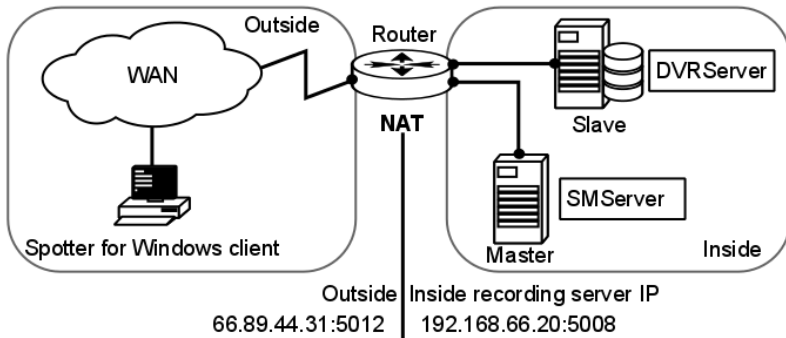 Outside
Router
WAN
DVRServer
Slave
NAT
SMServer
Spotter for Windows client
Master
Inside
Outside Inside recording server IP
66.89.44.31:5012 192.168.66.20:5008